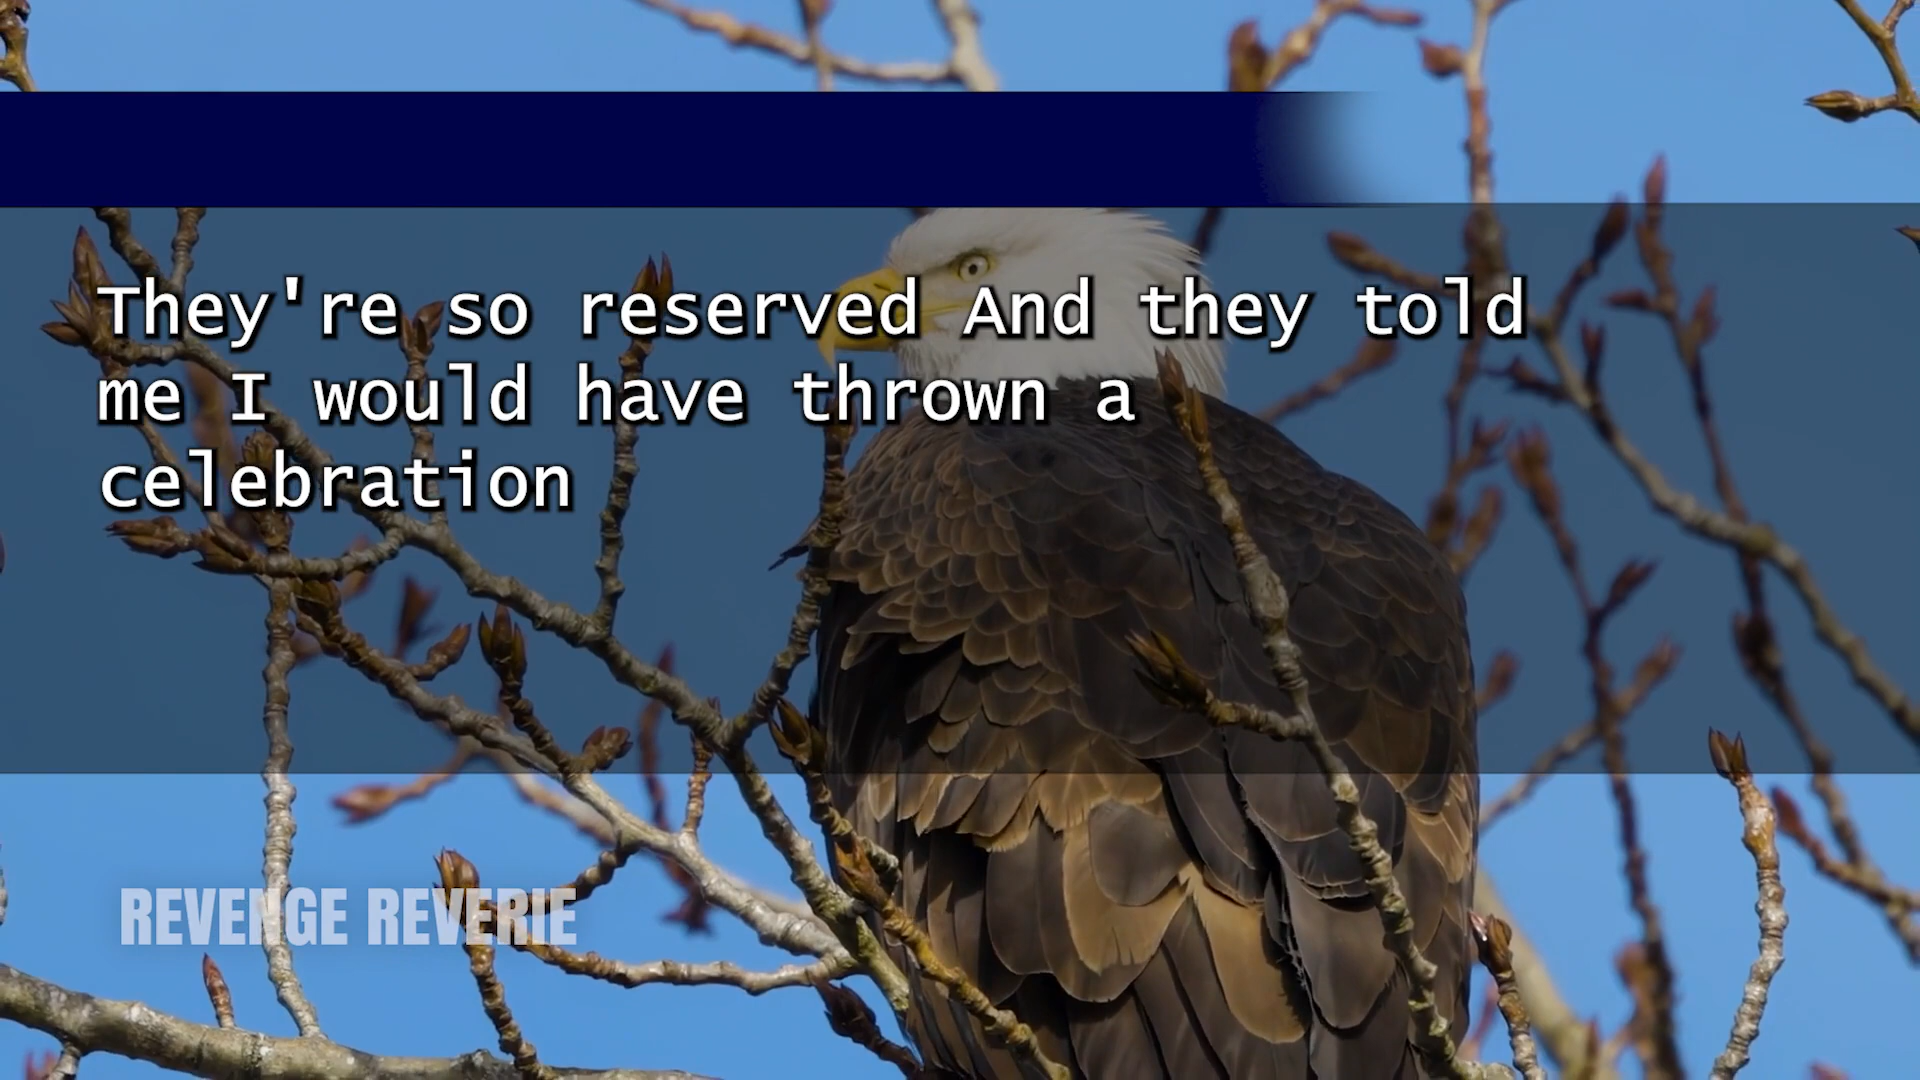 They're so reserved And they told
me I would have thrown a
celebration
REVENGE REVERIE